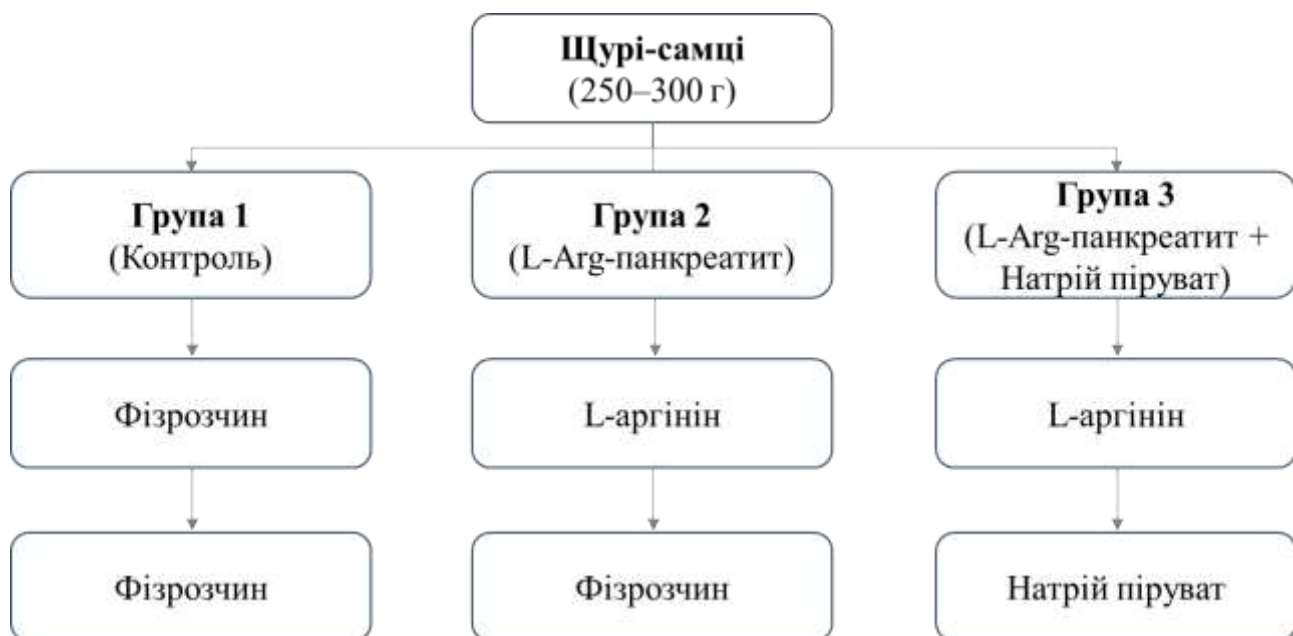 Щурі-самці
(250–300 г)
Група 1
(Контроль)
Група 2
(L-Arg-панкреатит)
Група 3
(L-Arg-панкреатит +
Натрій піруват)
Фізрозчин
L-аргінін
L-аргінін
Фізрозчин
Фізрозчин
Натрій піруват